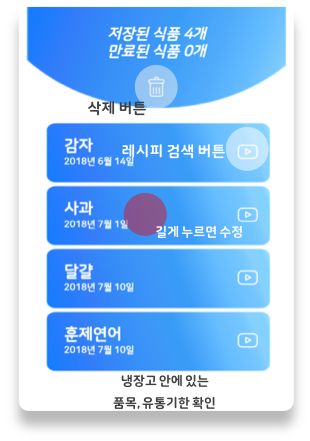 저장된 식품 4개
만료된 식품 0개
삭제 버튼
감자
2018년 6월 14일
레시피 검색 버튼
사과
2018년 7월 1일
길게 누르면 수정
달걀
2018년 7월 10일
훈제연어
2018년 7월 10일
냉장고 안에 있는
품목, 유통기한 확인